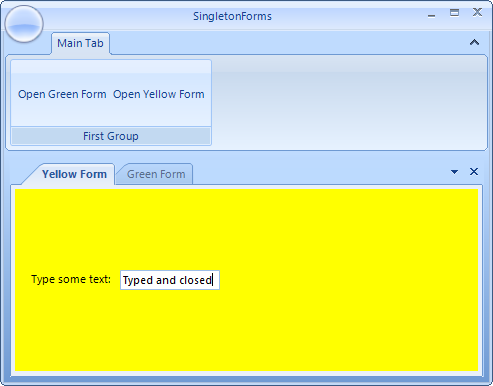 SingletonForms
Main Tab
Open Green Form Open Yellow Form
First Group
Yellow Form Green Form
Type some text: Typed and closed